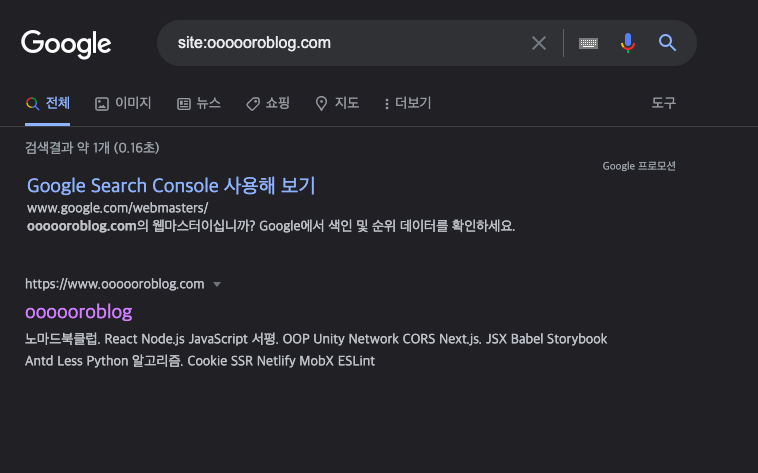 Google
site:oooooroblog.com
전체 이미지 뉴스 쇼핑 지도 더보기 도구
검색결과 약 1개 (0.16초)
Google 프로모션
Google Search Console 사용해 보기
www.google.com/webmasters/
oooooroblog.com의 웹마스터이십니까? Google에서 색인 및 순위 데이터를 확인하세요.
https://www.oooooroblog.com
oooooroblog
노마드북클럽. React Node.js JavaScript 서평. OOP Unity Network CORS Next.js. JSX Babel Storybook
Antd Less Python 알고리즘. Cookie SSR Netlify MobX ESLint